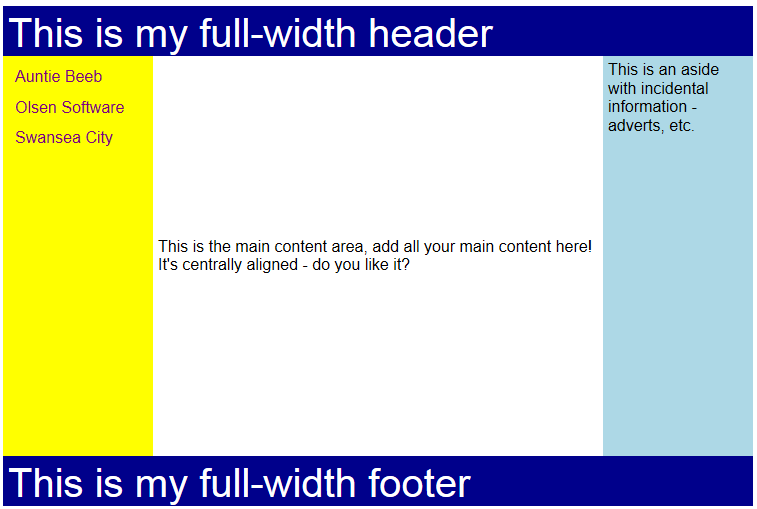 This is my full-width header
Auntie Beeb
Olsen Software
Swansea City
This is the main content area, add all your main content here!
It's centrally aligned - do you like it?
This is an aside
with incidental
information -
adverts, etc.
This is my full-width footer